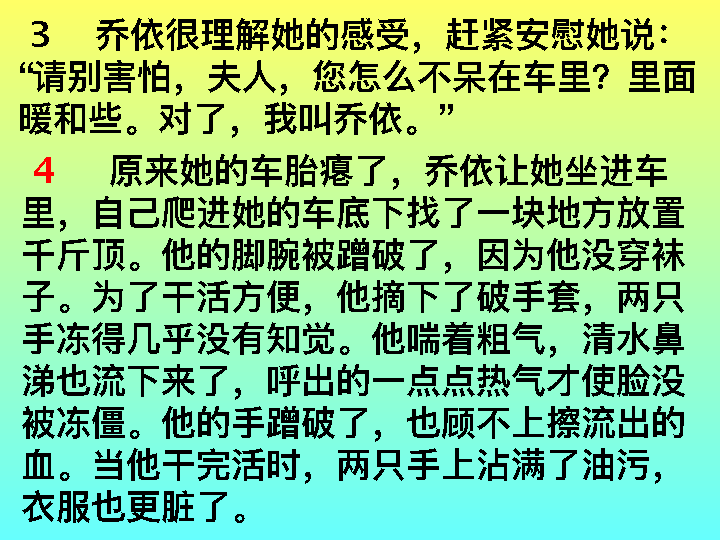 3 乔依很理解她的感受，赶紧安慰她说：
“请别害怕，夫人，您怎么不呆在车里？里面
暖和些。对了，我叫乔依。”
4 原来她的车胎瘪了，乔依让她坐进车
里，自己爬进她的车底下找了一块地方放置
千斤顶。他的脚腕被蹭破了，因为他没穿袜
子。为了干活方便，他摘下了破手套，两只
手冻得几乎没有知觉。他喘着粗气，清水鼻
涕也流下来了，呼出的一点点热气才使脸没
被冻僵。他的手蹭破了，也顾不上擦流出的
血。当他干完活时，两只手上沾满了油污，
衣服也更脏了。